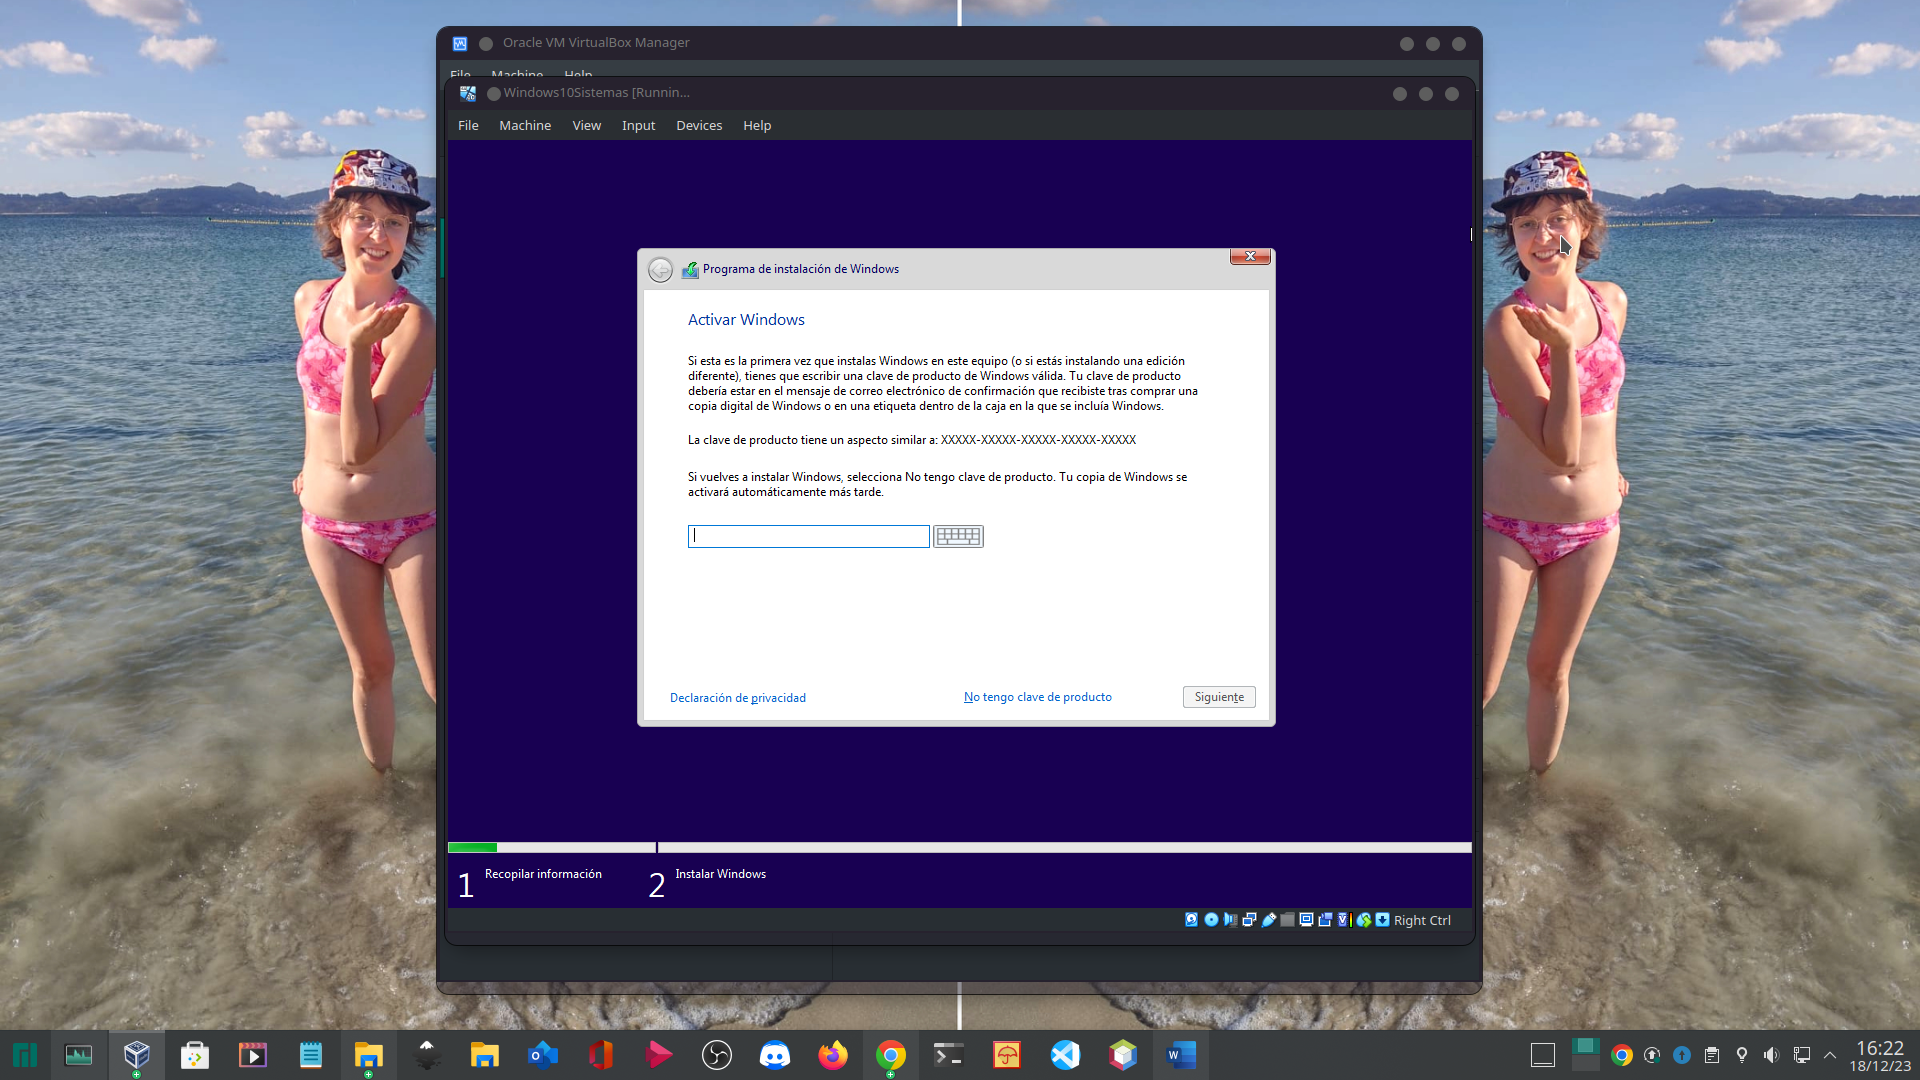 Oracle VM VirtualBox Manager
File Machine Help
Windows10Sistemas [Runnin...
File Machine View Input Devices Help
Programa de instalación de Windows
Activar Windows
Si esta es la primera vez que instalas Windows en este equipo (o si estás instalando una edición
diferente), tienes que escribir una clave de producto de Windows válida. Tu clave de producto
debería estar en el mensaje de correo electrónico de confirmación que recibiste tras comprar una
copia digital de Windows o en una etiqueta dentro de la caja en la que se incluía Windows.
La clave de producto tiene un aspecto similar a: XXXXX-XXXXX-XXXXX-XXXXX-XXXXX
Si vuelves a instalar Windows, selecciona No tengo clave de producto. Tu copia de Windows se
activará automáticamente más tarde.
Declaración de privacidad
No tengo clave de producto
Siguiente
1 Recopilar información
2 Instalar Windows
Right Ctrl
16:22
18/12/23